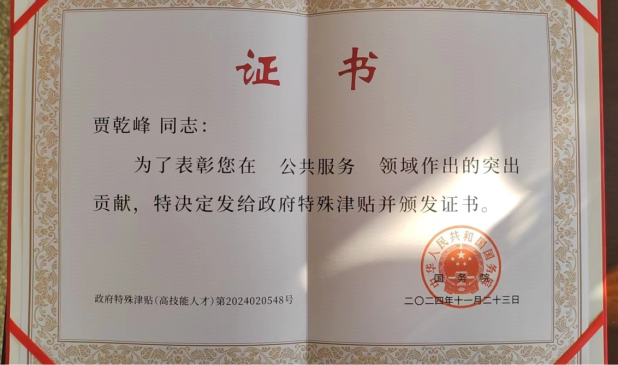 证 书
贾乾峰 同志：
为了表彰您在 公共服务 领域作出的突出
贡献，特决定发给政府特殊津贴并颁发证书。
中华人民共和国国务院
国 务 院
政府特殊津贴（高技能人才）第2024020548号
二〇二四年十一月二十三日